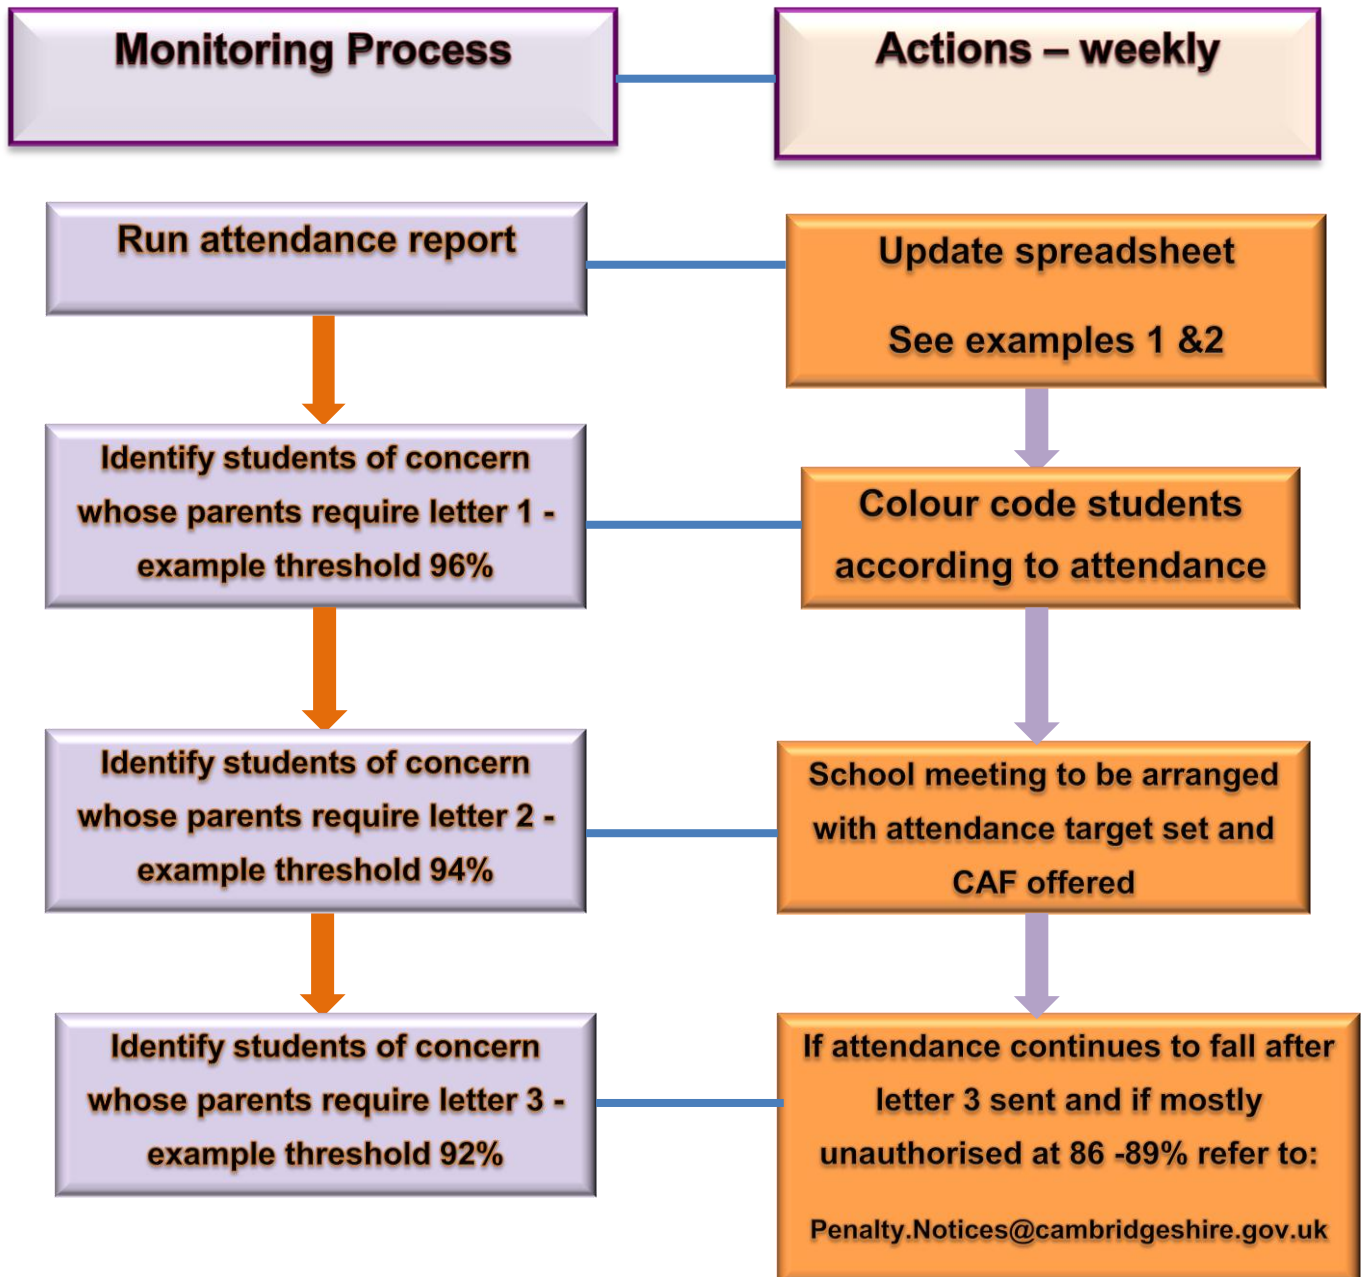 Monitoring Process
Actions – weekly
Run attendance report
Update spreadsheet
See examples 1 &2
Identify students of concern
whose parents require letter 1 -
example threshold 96%
Colour code students
according to attendance
Identify students of concern
whose parents require letter 2 -
example threshold 94%
School meeting to be arranged
with attendance target set and
CAF offered
Identify students of concern
whose parents require letter 3 -
example threshold 92%
If attendance continues to fall after
letter 3 sent and if mostly
unauthorised at 86 -89% refer to:
Penalty.Notices@cambridgeshire.gov.uk